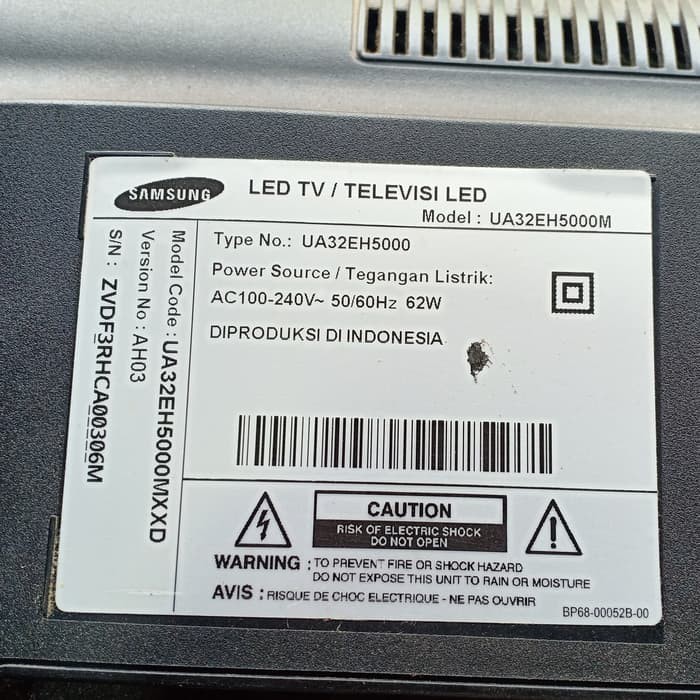 SAMSUNG
LED TV / TELEVISI LED
Model : UA32EH5000M
Type No.: UA32EH5000
Power Source / Tegangan Listrik:
AC100-240V~ 50/60Hz 62W
DIPRODUKSI DI INDONESIA
Model Code : UA32EH5000MXXD
Version No : AH03
S/N : ZVDF3RHCA00306M
CAUTION
RISK OF ELECTRIC SHOCK
DO NOT OPEN
WARNING : TO PREVENT FIRE OR SHOCK HAZARD
DO NOT EXPOSE THIS UNIT TO RAIN OR MOISTURE
AVIS : RISQUE DE CHOC ELECTRIQUE - NE PAS OUVRIR
BP68-00052B-00